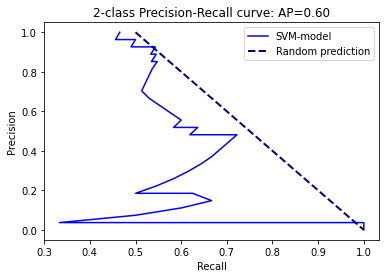 2-class Precision-Recall curve: AP=0.60
SVM-model
Random prediction
Precision
1.0
0.8
0.6
0.4
0.2
0.0
0.3 0.4 0.5 0.6 0.7 0.8 0.9 1.0
Recall